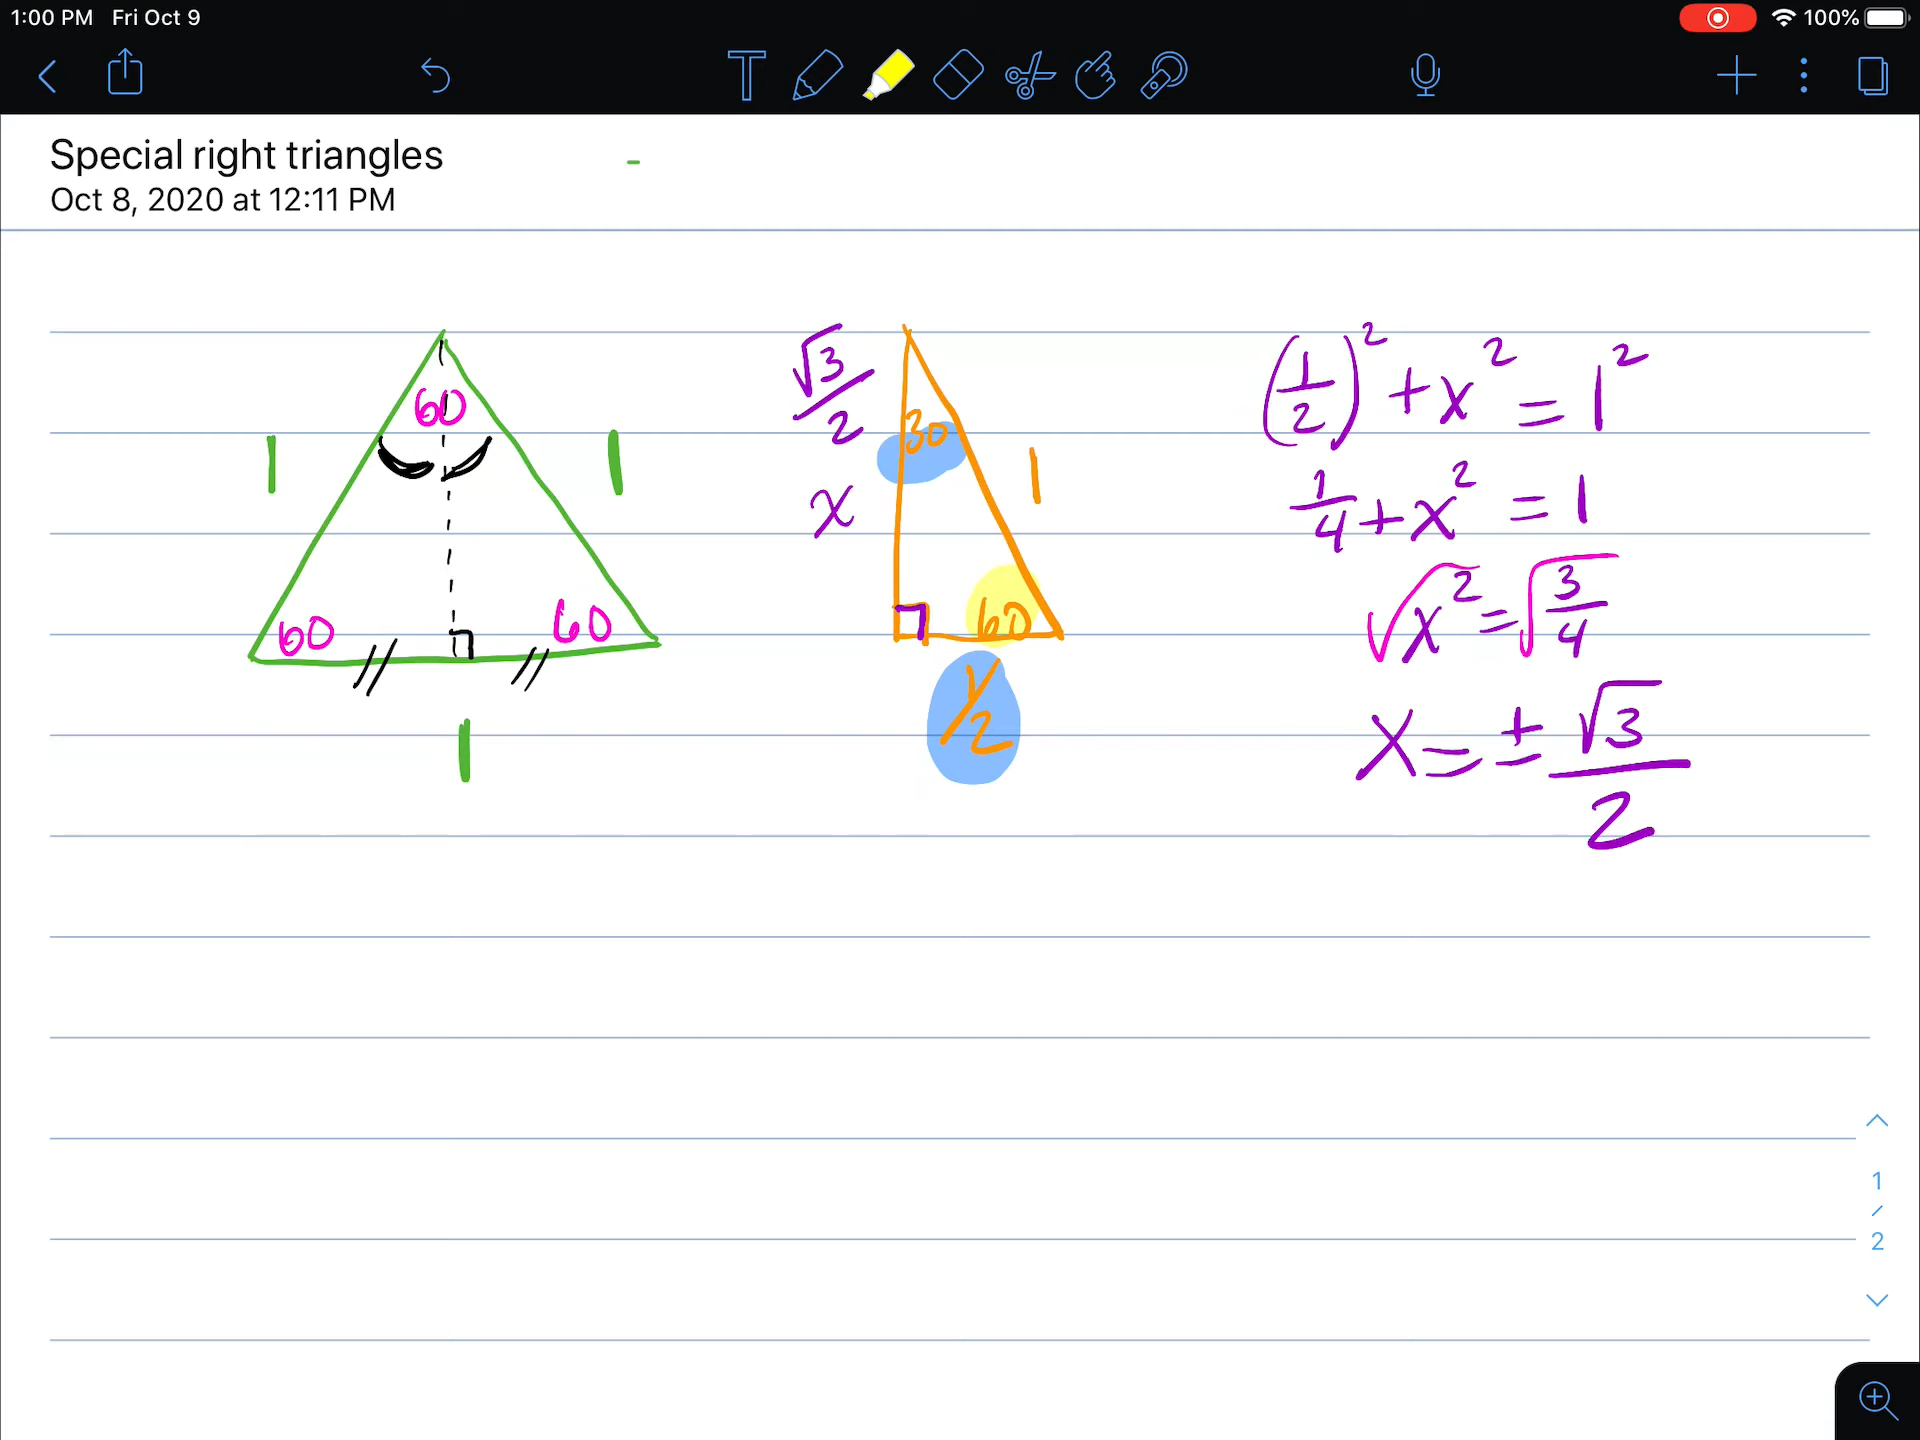 1:00 PM Fri Oct 9 100%
T
Special right triangles
Oct 8, 2020 at 12:11 PM
60
1
1
60
60
1
√3/2
30
x
1
60
1/2
(1/2)² + x² = 1²
1/4 + x² = 1
√x² = √3/4
x = ± √3/2
1
/
2